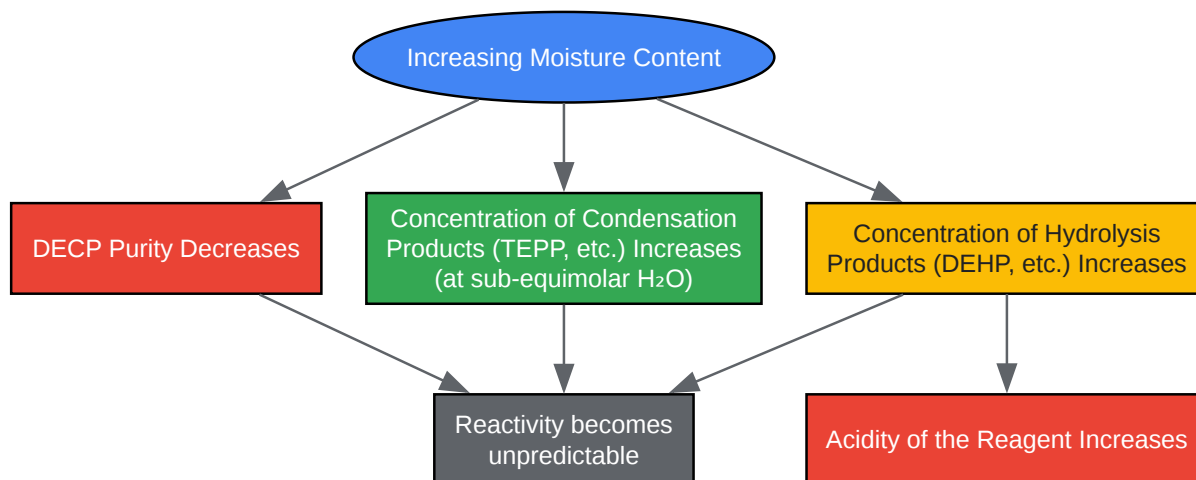 Increasing Moisture Content
DECP Purity Decreases
Concentration of Condensation
Products (TEPP, etc.) Increases
(at sub-equimolar H₂O)
Concentration of Hydrolysis
Products (DEHP, etc.) Increases
Reactivity becomes
unpredictable
Acidity of the Reagent Increases